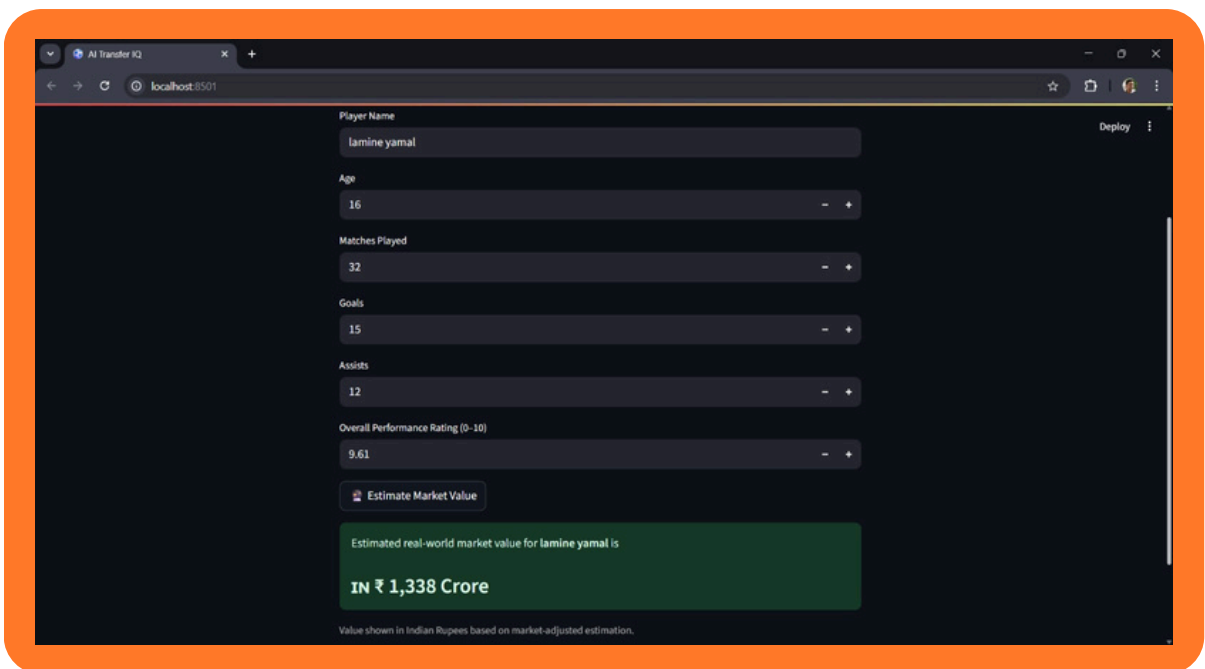 AI Transfer IQ
localhost:8501
Deploy
Player Name
lamine yamal
Age
16
Matches Played
32
Goals
15
Assists
12
Overall Performance Rating (0–10)
9.61
Estimate Market Value
Estimated real-world market value for lamine yamal is
IN ₹ 1,338 Crore
Value shown in Indian Rupees based on market-adjusted estimation.